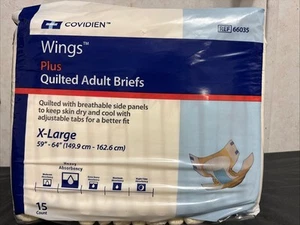 COVIDIEN
REF 66035
Wings™
Plus
Quilted Adult Briefs
Quilted with breathable side panels
to keep skin dry and cool with
adjustable tabs for a better fit
X-Large
59" - 64" (149.9 cm - 162.6 cm)
Absorbency
15
Count